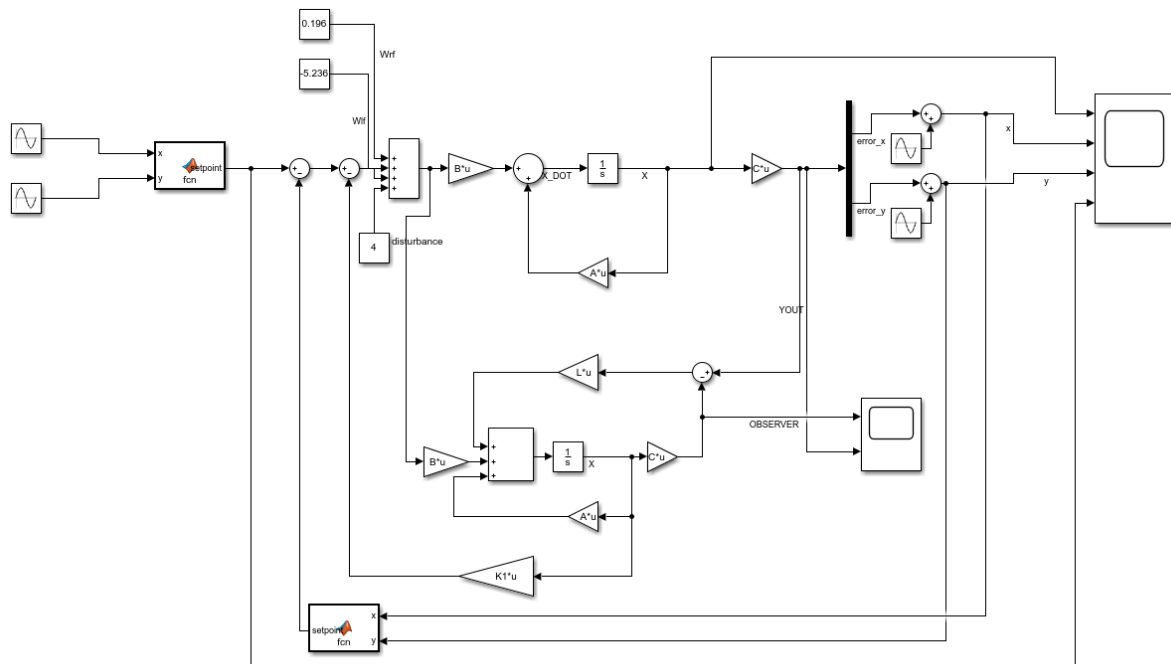 0.196
Wrf
-5.236
Wlf
x
y
setpoint
fcn
+
-
+
-
+
+
+
+
4
disturbance
B*u
+
+
X_DOT
1
s
X
A*u
C*u
error_x
+
+
x
error_y
+
+
y
YOUT
L*u
-
+
OBSERVER
B*u
+
+
+
1
s
X
C*u
A*u
K1*u
setpoint
fcn
x
y